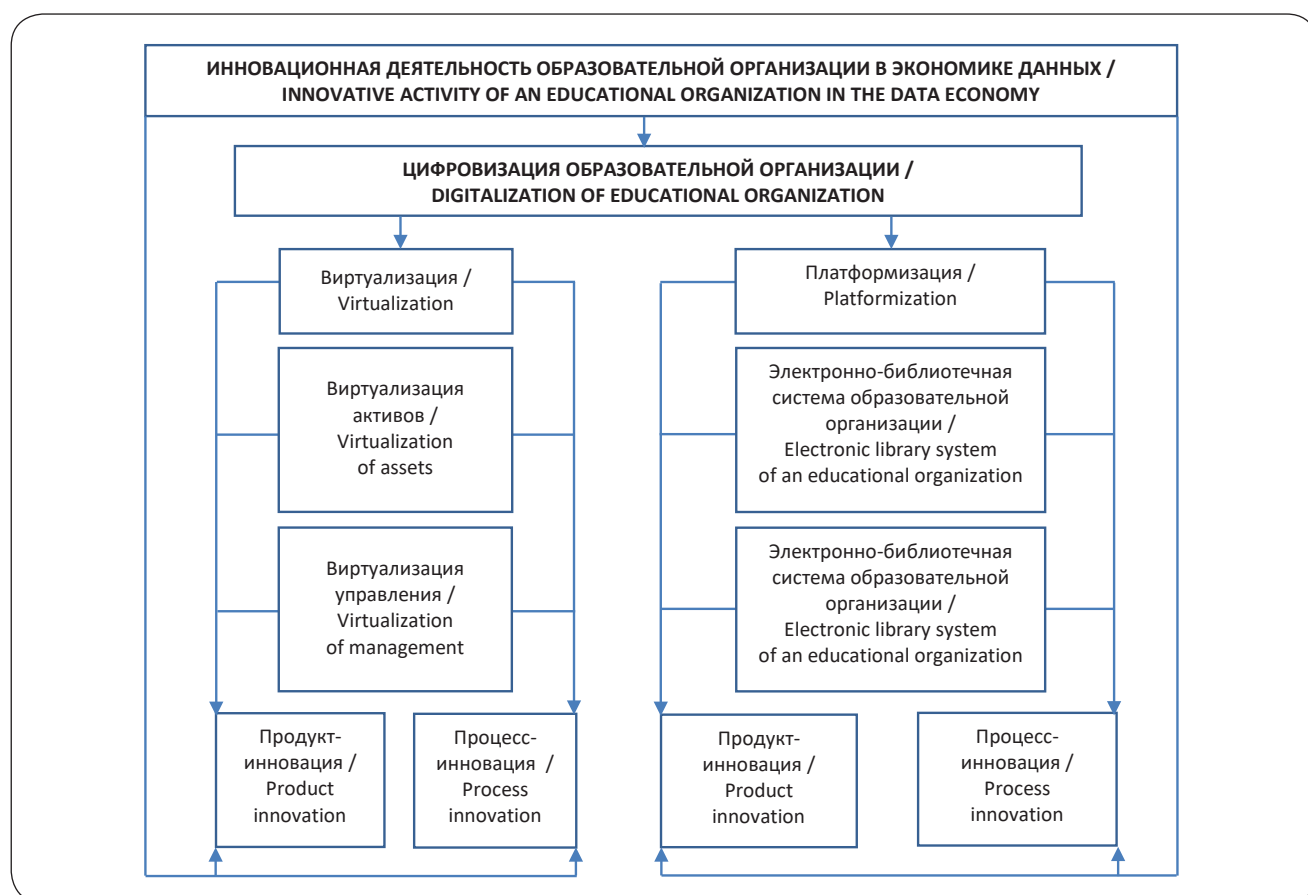 ИННОВАЦИОННАЯ ДЕЯТЕЛЬНОСТЬ ОБРАЗОВАТЕЛЬНОЙ ОРГАНИЗАЦИИ В ЭКОНОМИКЕ ДАННЫХ /
INNOVATIVE ACTIVITY OF AN EDUCATIONAL ORGANIZATION IN THE DATA ECONOMY
ЦИФРОВИЗАЦИЯ ОБРАЗОВАТЕЛЬНОЙ ОРГАНИЗАЦИИ /
DIGITALIZATION OF EDUCATIONAL ORGANIZATION
Виртуализация /
Virtualization
Виртуализация
активов /
Virtualization
of assets
Виртуализация
управления /
Virtualization
of management
Продукт-
инновация /
Product
innovation
Процесс-
инновация /
Process
innovation
Платформизация /
Platformization
Электронно-библиотечная
система образовательной
организации /
Electronic library system
of an educational organization
Электронно-библиотечная
система образовательной
организации /
Electronic library system
of an educational organization
Продукт-
инновация /
Product
innovation
Процесс-
инновация /
Process
innovation